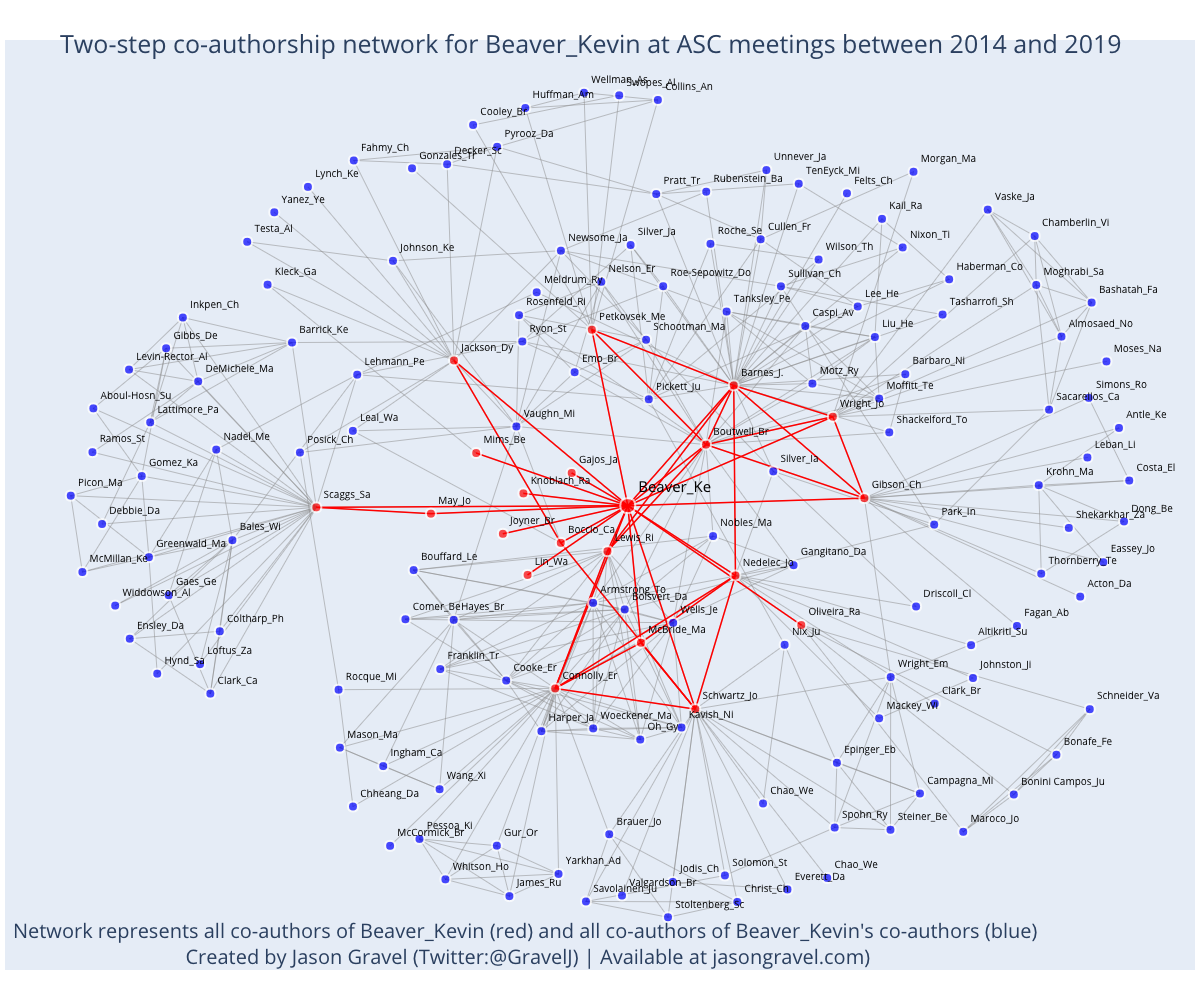 Two-step co-authorship network for Beaver_Kevin at ASC meetings between 2014 and 2019
Wellman_As
Swopes_Al
Collins_An
Huffman_Am
Cooley_Br
Pyrooz_Da
Decker_Sc
Gonzales_Tr
Fahmy_Ch
Lynch_Ke
Yanez_Ye
Testa_Al
Unnever_Ja
Morgan_Ma
TenEyck_Mi
Felts_Ch
Rubenstein_Ba
Pratt_Tr
Vaske_Ja
Kail_Ra
Chamberlin_Vi
Cullen_Fr
Roche_Se
Silver_Ja
Newsome_Ja
Nixon_Ti
Johnson_Ke
Wilson_Th
Kleck_Ga
Meldrum_Ry
Nelson_Er
Roe-Sepowitz_Do
Sullivan_Ch
Haberman_Co
Moghrabi_Sa
Bashatah_Fa
Inkpen_Ch
Rosenfeld_Ri
Tanksley_Pe
Lee_He
Tasharrofi_Sh
Petkovsek_Me
Caspi_Av
Liu_He
Almosaed_No
Gibbs_De
Barrick_Ke
Ryon_St
Schootman_Ma
Jackson_Dy
Levin-Rector_Al
DeMichele_Ma
Lehmann_Pe
Emo_Br
Barnes_J.
Motz_Ry
Barbaro_Ni
Moses_Na
Moffitt_Te
Simons_Ro
Aboul-Hosn_Su
Pickett_Ju
Sacarellos_Ca
Lattimore_Pa
Vaughn_Mi
Wright_Jo
Leal_Wa
Shackelford_To
Antle_Ke
Boutwell_Br
Ramos_St
Nadel_Me
Posick_Ch
Mims_Be
Leban_Li
Gajos_Ja
Silver_Ia
Gomez_Ka
Knoblach_Ra
Beaver_Ke
Gibson_Ch
Krohn_Ma
Costa_El
Picon_Ma
Scaggs_Sa
May_Jo
Debbie_Da
Joyner_Br
Boccio_Ca
Park_In
Shekarkhar_Za
Dong_Be
Bales_Wi
Nobles_Ma
Greenwald_Ma
Lewis_Ri
McMillan_Ke
Bouffard_Le
Lin_Wa
Nedelec_Jo
Gangitano_Da
Thornberry_Te
Eassey_Jo
Gaes_Ge
Widdowson_Al
Armstrong_To
Boisvert_Da
Driscoll_Cl
Acton_Da
Comer_Be
Hayes_Br
Wells_Je
Oliveira_Ra
Fagan_Ab
Coltharp_Ph
Ensley_Da
McBride_Ma
Nix_Ju
Altikriti_Su
Loftus_Za
Hynd_Sa
Franklin_Tr
Cooke_Er
Connolly_Er
Wright_Em
Johnston_Ji
Clark_Ca
Rocque_Mi
Schwartz_Jo
Clark_Br
Mackey_Wi
Schneider_Va
Harper_Ja
Woeckener_Ma
Kavish_Ni
Oh_Gy
Mason_Ma
Ingham_Ca
Epinger_Eb
Bonafe_Fe
Wang_Xi
Campagna_Mi
Bonini Campos_Ju
Chheang_Da
Chao_We
Brauer_Jo
Spohn_Ry
Steiner_Be
Maroco_Jo
Pessoa_Ki
McCormick_Br
Gur_Or
Yarkhan_Ad
Whitson_Ho
James_Ru
Jodis_Ch
Solomon_St
Savolainen_Ju
Valgardson_Br
Christ_Ch
Everett_Da
Chao_We
Stoltenberg_Sc
Network represents all co-authors of Beaver_Kevin (red) and all co-authors of Beaver_Kevin's co-authors (blue)
Created by Jason Gravel (Twitter:@GravelJ) | Available at jasongravel.com)